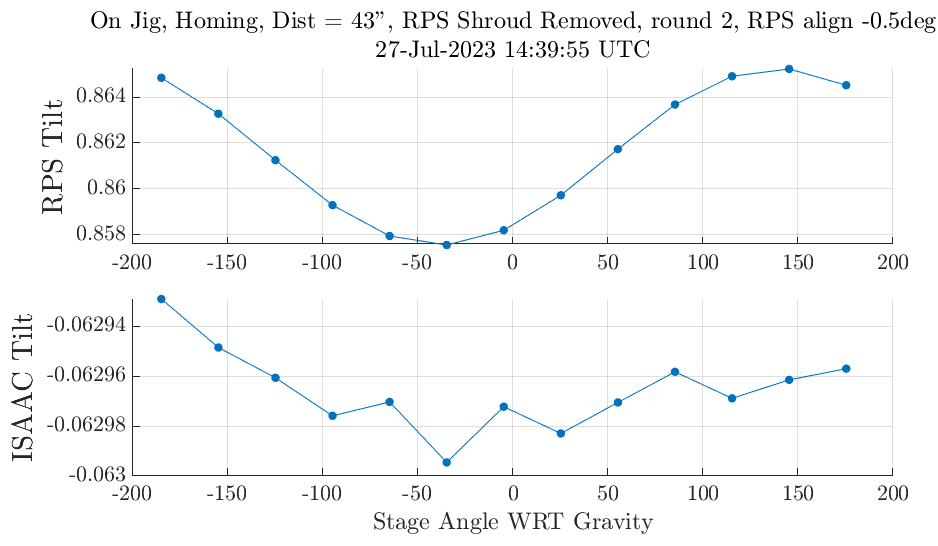 On Jig, Homing, Dist = 43”, RPS Shroud Removed, round 2, RPS align -0.5deg
27-Jul-2023 14:39:55 UTC
RPS Tilt
0.864
0.862
0.86
0.858
-200 -150 -100 -50 0 50 100 150 200
ISAAC Tilt
-0.06294
-0.06296
-0.06298
-0.063
-200 -150 -100 -50 0 50 100 150 200
Stage Angle WRT Gravity